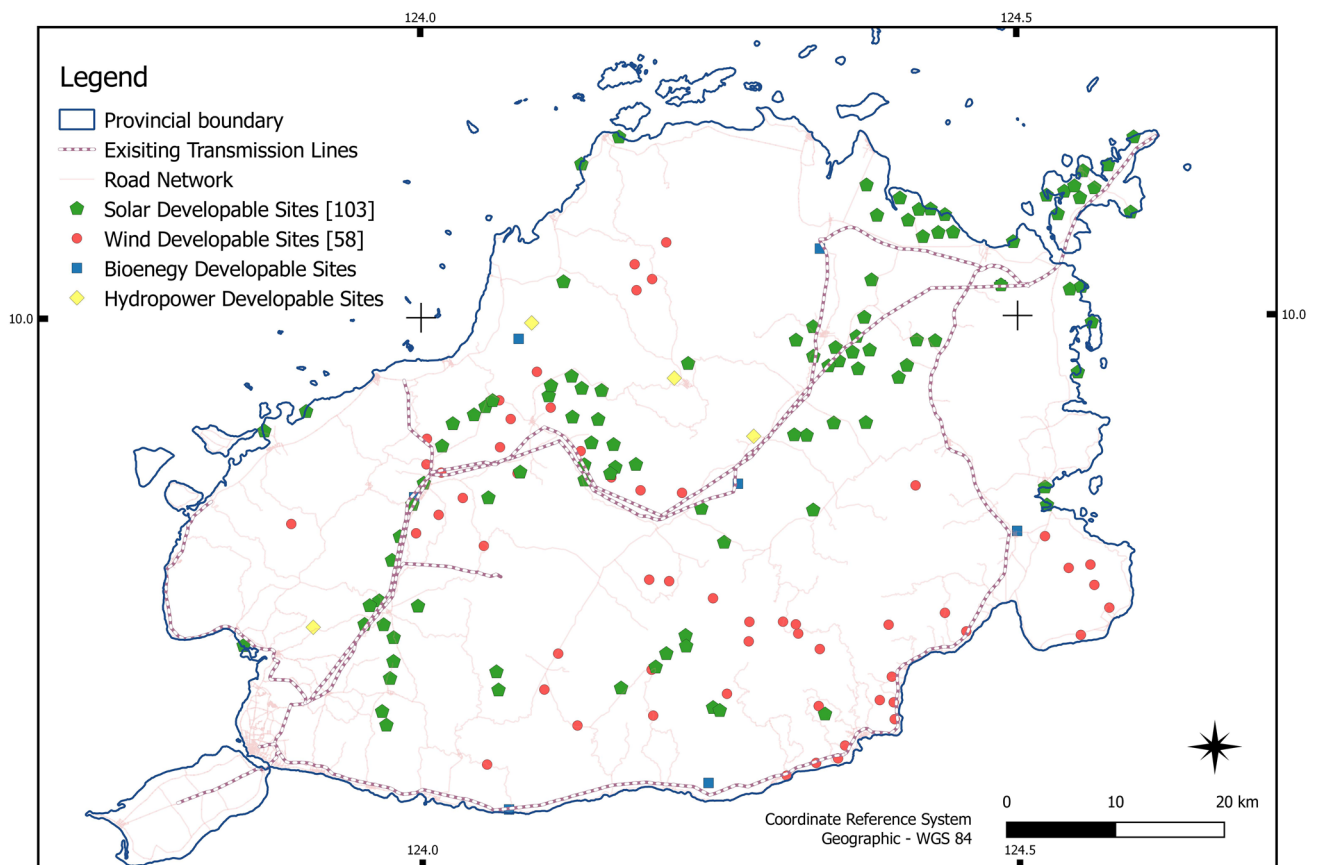 124.0
124.5
Legend
Provincial boundary
Exisiting Transmission Lines
Road Network
Solar Developable Sites [103]
Wind Developable Sites [58]
Bioenegy Developable Sites
Hydropower Developable Sites
10.0
10.0
0 10 20 km
Coordinate Reference System
Geographic - WGS 84
124.0
124.5